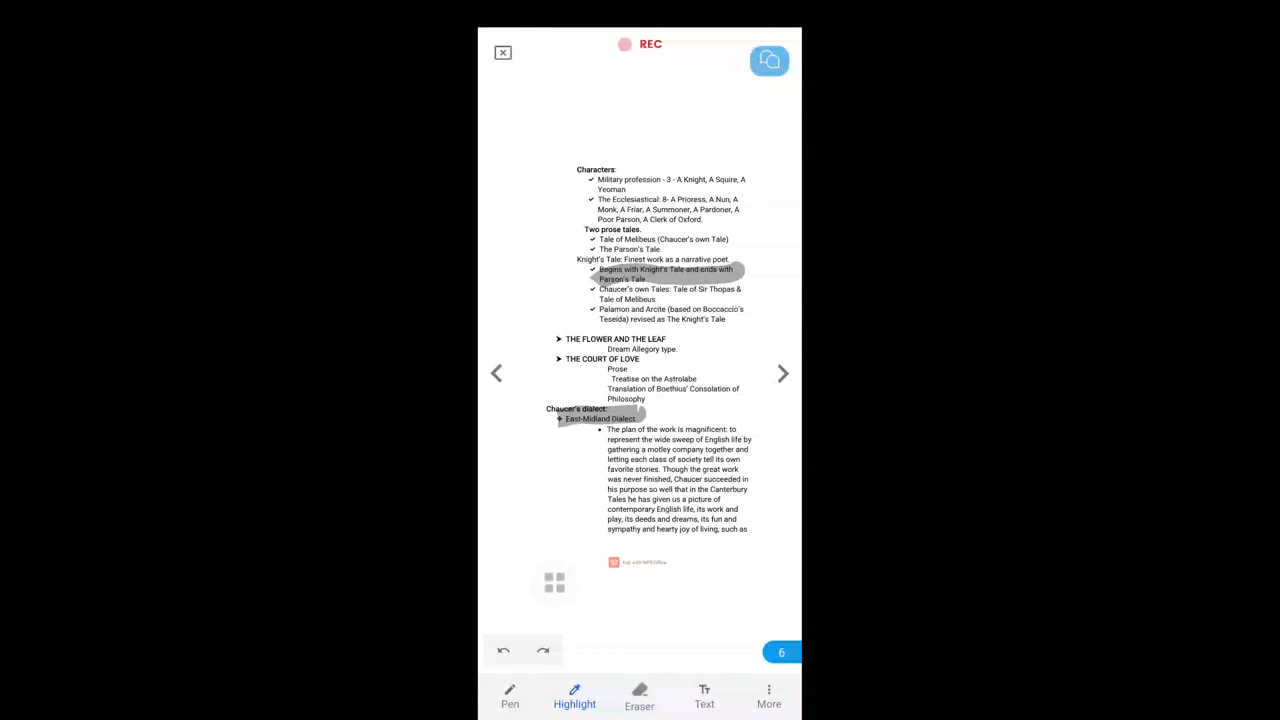 REC
Characters:
✓ Military profession - 3 - A Knight, A Squire, A
Yeoman
✓ The Ecclesiastical: 8- A Prioress, A Nun, A
Monk, A Friar, A Summoner, A Pardoner, A
Poor Parson, A Clerk of Oxford.
Two prose tales.
✓ Tale of Melibeus (Chaucer's own Tale)
✓ The Parson's Tale.
Knight's Tale: Finest work as a narrative poet.
✓ Begins with Knight's Tale and ends with
Parson's Tale
✓ Chaucer's own Tales: Tale of Sir Thopas &
Tale of Melibeus
✓ Palamon and Arcite (based on Boccaccio's
Teseida) revised as The Knight's Tale
➤ THE FLOWER AND THE LEAF
Dream Allegory type.
➤ THE COURT OF LOVE
Prose
Treatise on the Astrolabe
Translation of Boethius' Consolation of
Philosophy
Chaucer's dialect:
❖ East-Midland Dialect.
• The plan of the work is magnificent: to
represent the wide sweep of English life by
gathering a motley company together and
letting each class of society tell its own
favorite stories. Though the great work
was never finished, Chaucer succeeded in
his purpose so well that in the Canterbury
Tales he has given us a picture of
contemporary English life, its work and
play, its deeds and dreams, its fun and
sympathy and hearty joy of living, such as
Edit with WPS Office
6
Pen
Highlight
Eraser
Text
More